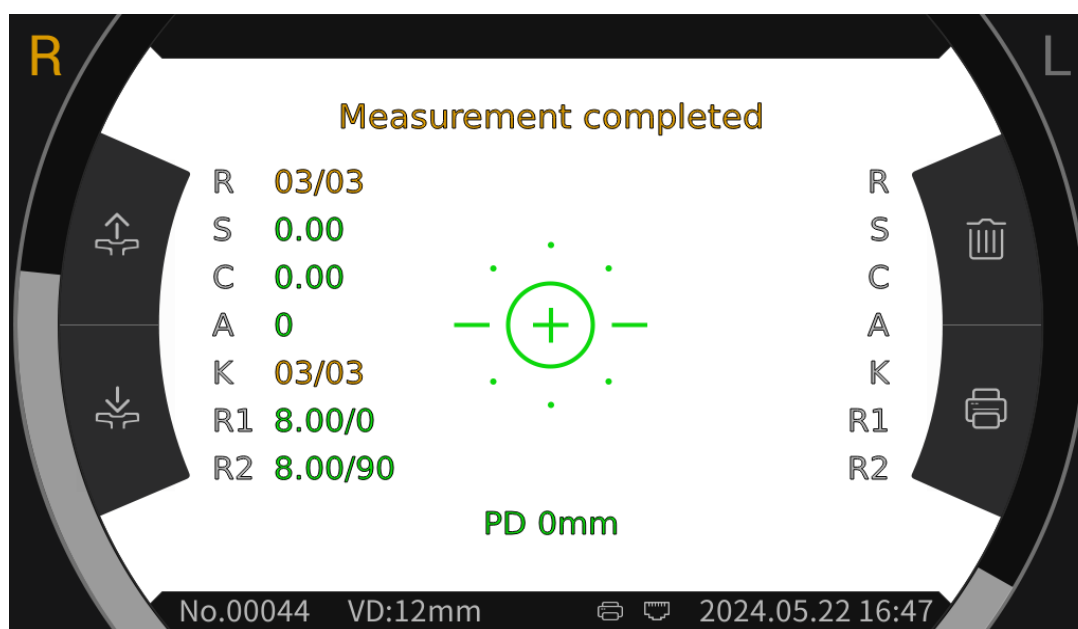 R L
Measurement completed
R 03/03 R
S 0.00 S
C 0.00 C
A 0 A
K 03/03 K
R1 8.00/0 R1
R2 8.00/90 R2
PD 0mm
No.00044 VD:12mm 2024.05.22 16:47